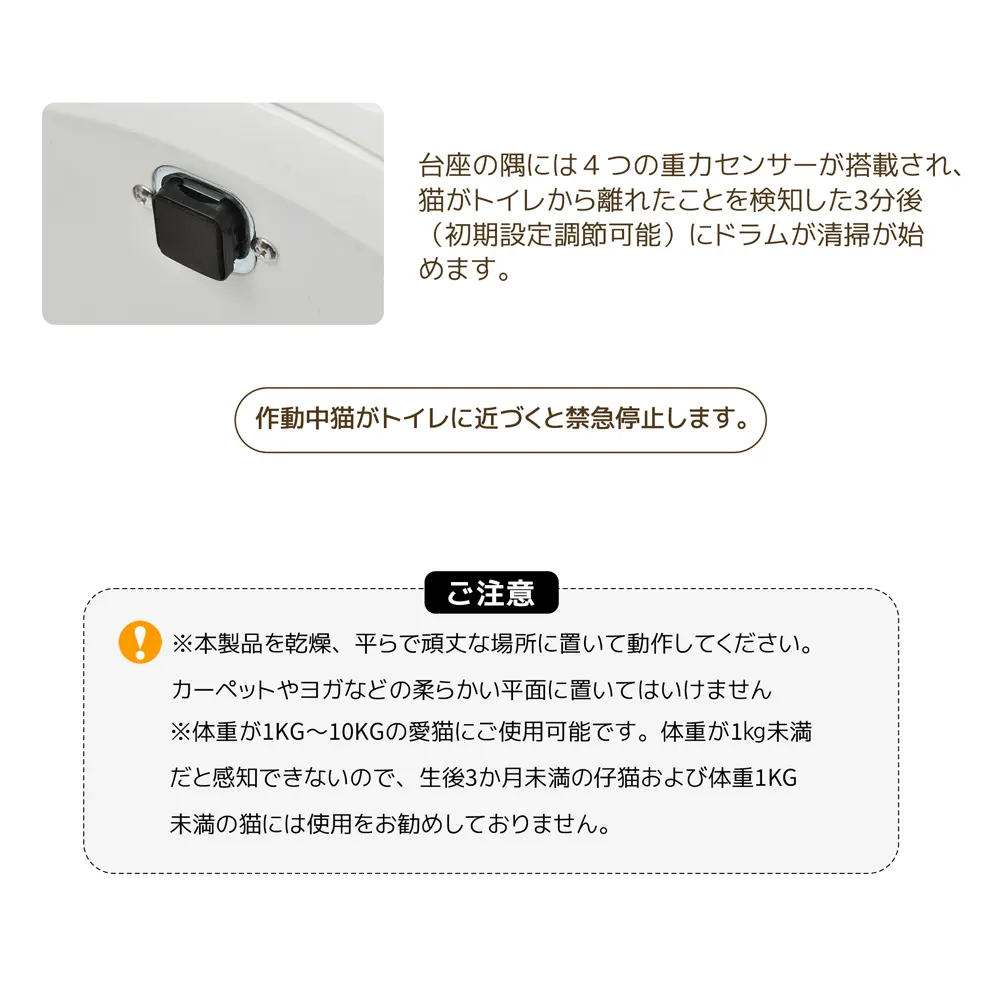 台座の隅には４つの重力センサーが搭載され、
猫がトイレから離れたことを検知した3分後
（初期設定調節可能）にドラムが清掃が始
めます。
作動中猫がトイレに近づくと禁急停止します。
ご注意
※本製品を乾燥、平らで頑丈な場所に置いて動作してください。
カーペットやヨガなどの柔らかい平面に置いてはいけません
※体重が1KG～10KGの愛猫にご使用可能です。体重が1kg未満
だと感知できないので、生後3か月未満の仔猫および体重1KG
未満の猫には使用をお勧めしておりません。